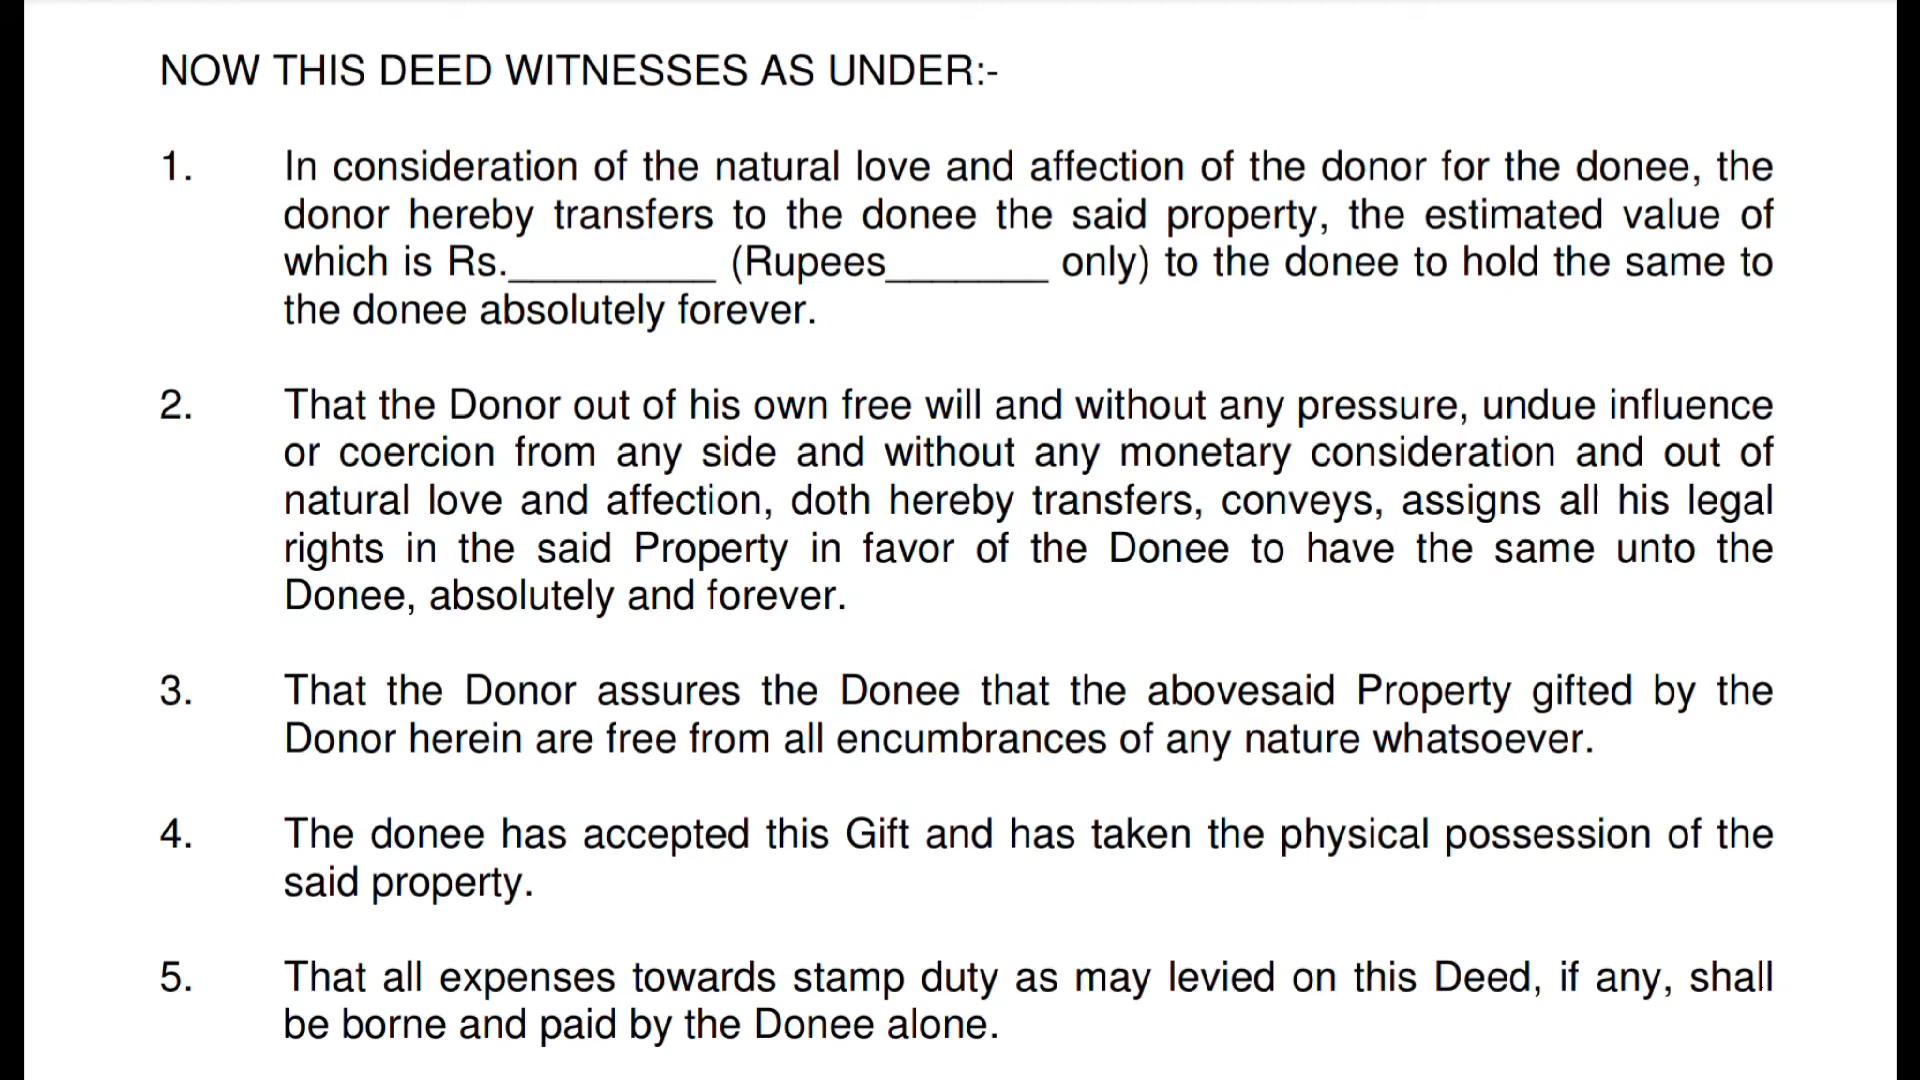 NOW THIS DEED WITNESSES AS UNDER:-
1. In consideration of the natural love and affection of the donor for the donee, the
donor hereby transfers to the donee the said property, the estimated value of
which is Rs._________ (Rupees_______ only) to the donee to hold the same to
the donee absolutely forever.
2. That the Donor out of his own free will and without any pressure, undue influence
or coercion from any side and without any monetary consideration and out of
natural love and affection, doth hereby transfers, conveys, assigns all his legal
rights in the said Property in favor of the Donee to have the same unto the
Donee, absolutely and forever.
3. That the Donor assures the Donee that the abovesaid Property gifted by the
Donor herein are free from all encumbrances of any nature whatsoever.
4. The donee has accepted this Gift and has taken the physical possession of the
said property.
5. That all expenses towards stamp duty as may levied on this Deed, if any, shall
be borne and paid by the Donee alone.